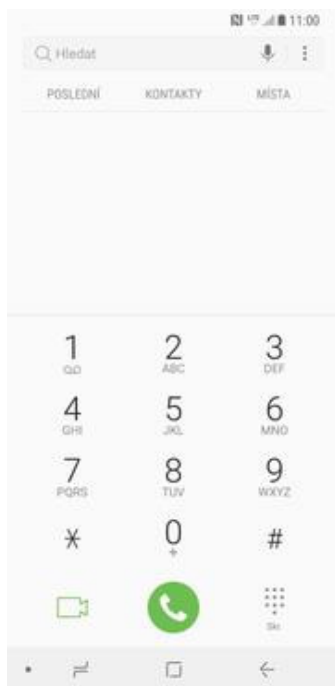 11:00
Hledat
POSLEDNÍ KONTAKTY MÍSTA
1 2 3
ABC DEF
4 5 6
GHI JKL MNO
7 8 9
PQRS TUV WXYZ
* 0 #
+